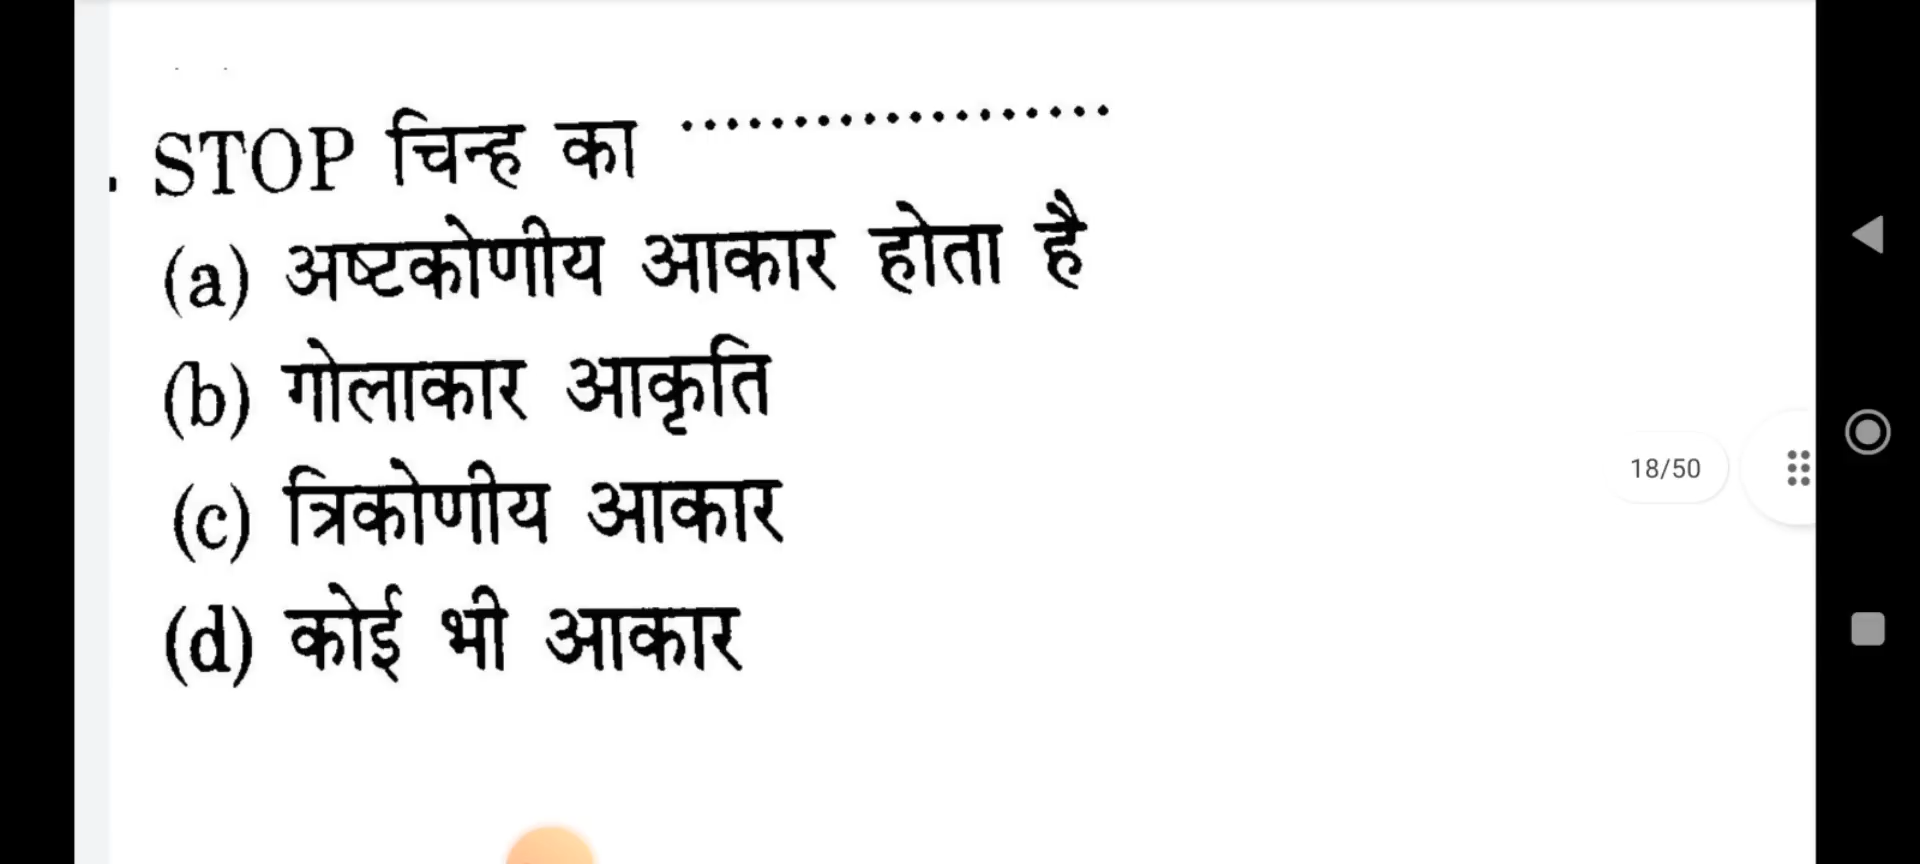 . STOP चिन्ह का ...................
(a) अष्टकोणीय आकार होता है
(b) गोलाकार आकृति
(c) त्रिकोणीय आकार
(d) कोई भी आकार
18/50